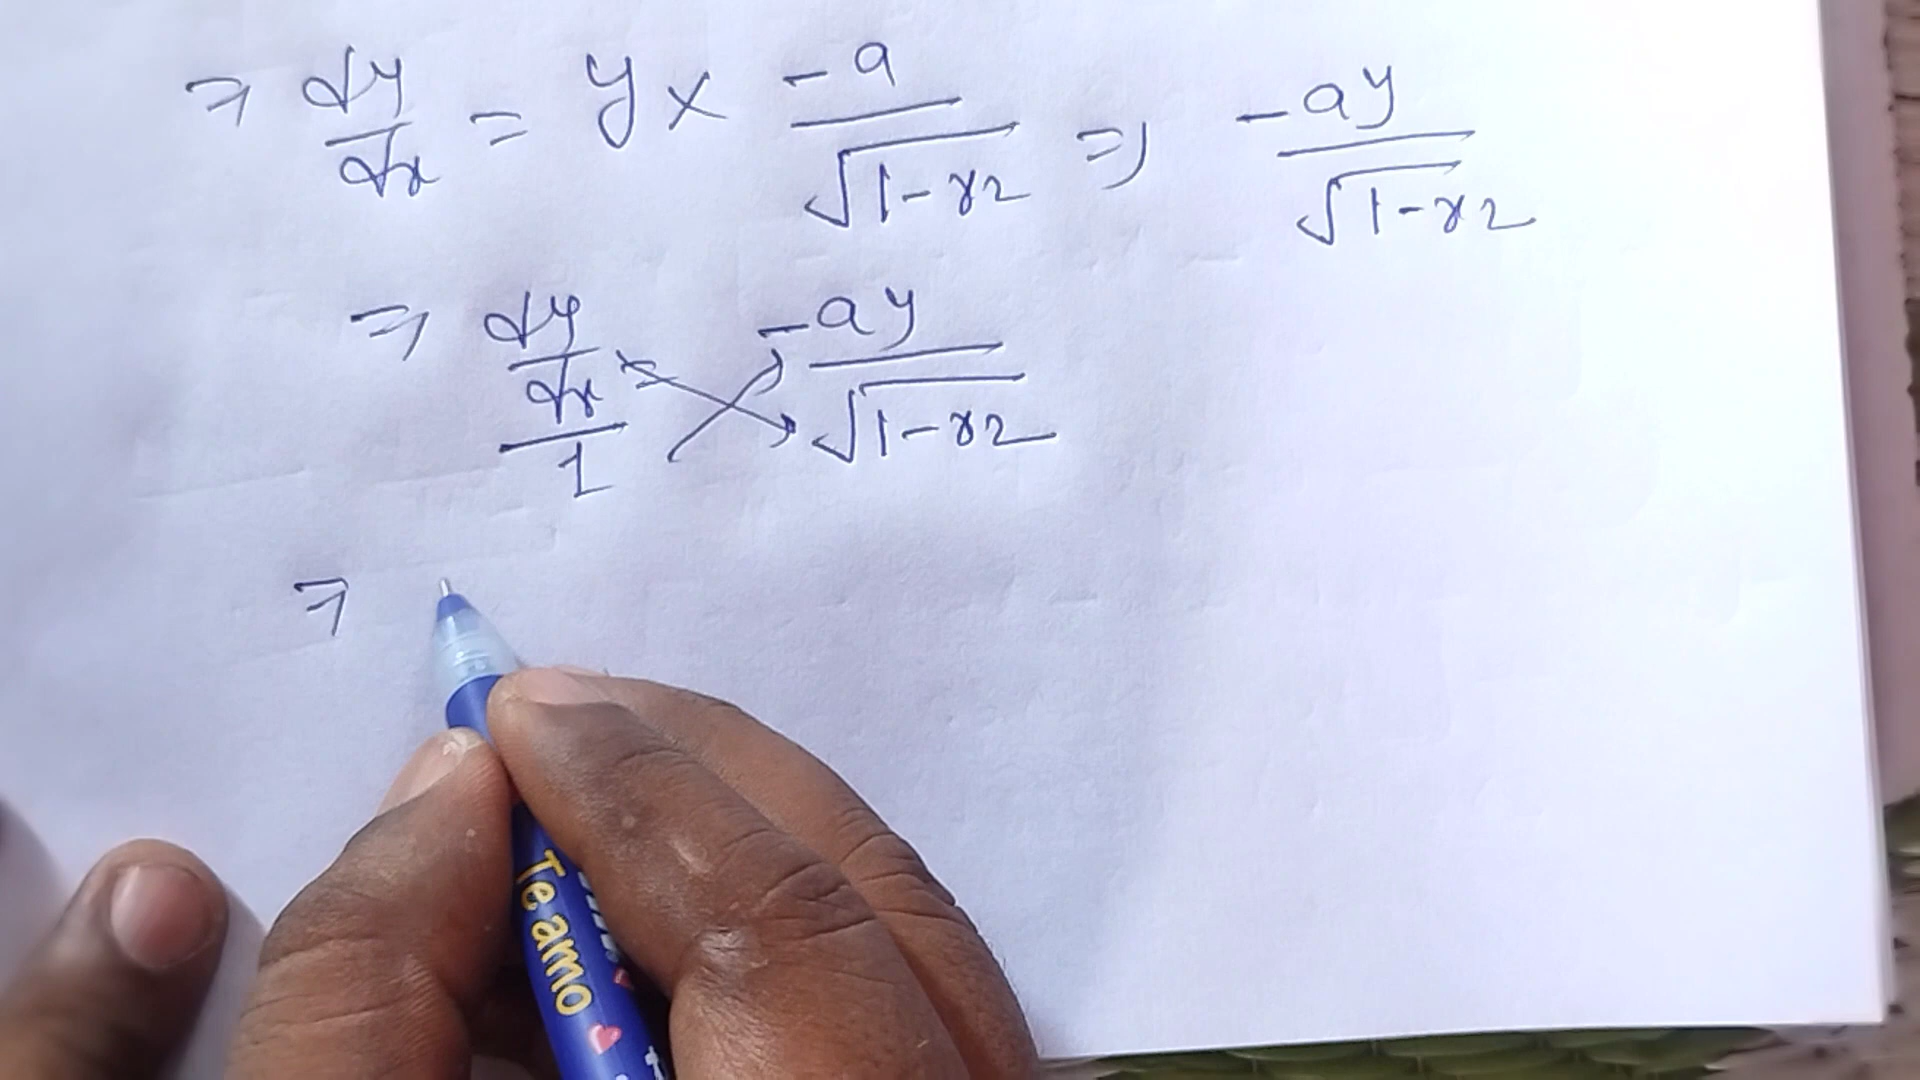 ⇒ dy/dx = y × -a/√1-x2 ⇒ -ay/√1-x2
⇒ dy/dx/1 = -ay/√1-x2
⇒
Te amo